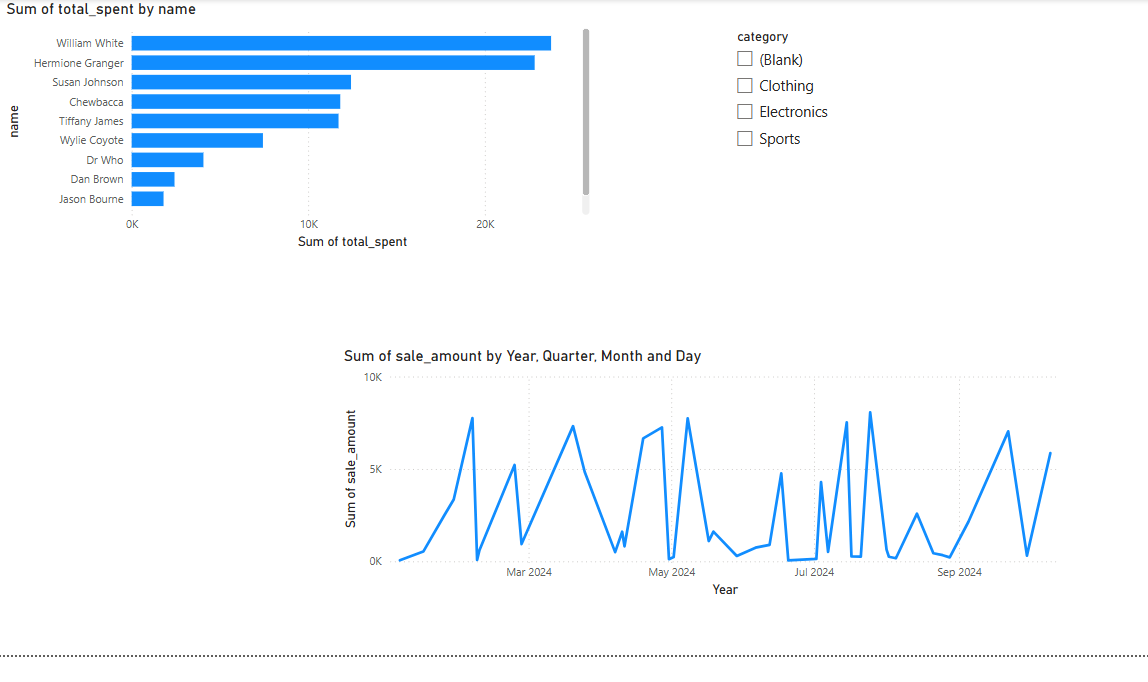 Sum of total_spent by name
name
William White
Hermione Granger
Susan Johnson
Chewbacca
Tiffany James
Wylie Coyote
Dr Who
Dan Brown
Jason Bourne
0K 10K 20K
Sum of total_spent
category
(Blank)
Clothing
Electronics
Sports
Sum of sale_amount by Year, Quarter, Month and Day
Sum of sale_amount
10K
5K
0K
Mar 2024 May 2024 Jul 2024 Sep 2024
Year